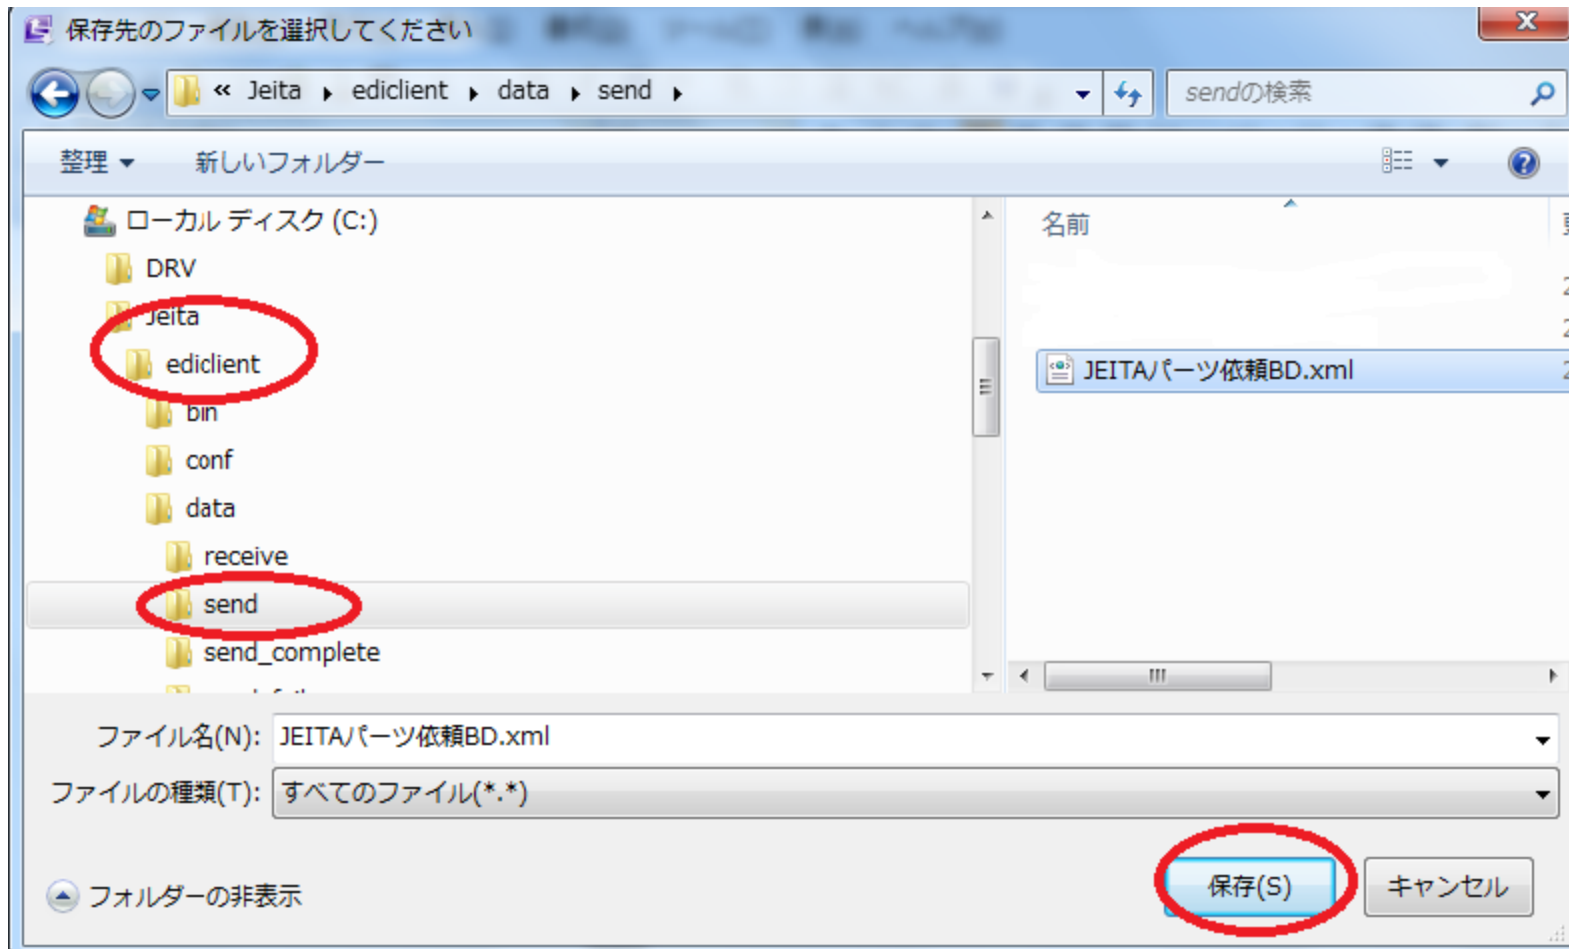 保存先のファイルを選択してください
« Jeita ▸ ediclient ▸ data ▸ send ▸
sendの検索
整理 ▼ 新しいフォルダー
ローカル ディスク (C:)
DRV
Jeita
ediclient
bin
conf
data
receive
send
send_complete
名前
JEITAパーツ依頼BD.xml
ファイル名(N): JEITAパーツ依頼BD.xml
ファイルの種類(T): すべてのファイル(*.*)
フォルダーの非表示
保存(S) キャンセル